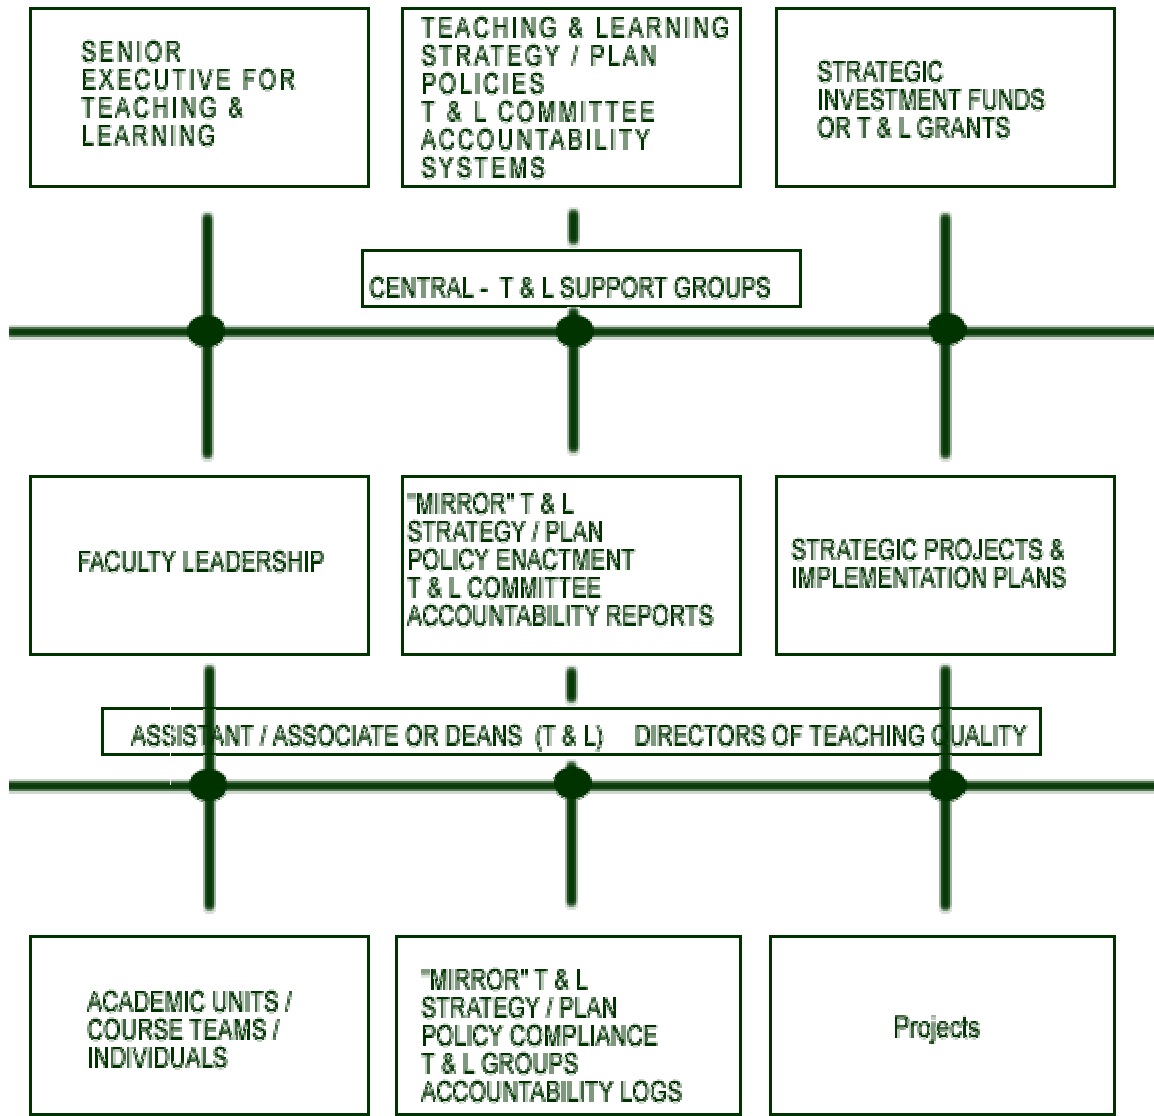 SENIOR
EXECUTIVE FOR
TEACHING &
LEARNING
TEACHING & LEARNING
STRATEGY / PLAN
POLICIES
T & L COMMITTEE
ACCOUNTABILITY
SYSTEMS
STRATEGIC
INVESTMENT FUNDS
OR T & L GRANTS
CENTRAL - T & L SUPPORT GROUPS
FACULTY LEADERSHIP
"MIRROR" T & L
STRATEGY / PLAN
POLICY ENACTMENT
T & L COMMITTEE
ACCOUNTABILITY REPORTS
STRATEGIC PROJECTS &
IMPLEMENTATION PLANS
ASSISTANT / ASSOCIATE OR DEANS (T & L) DIRECTORS OF TEACHING QUALITY
ACADEMIC UNITS /
COURSE TEAMS /
INDIVIDUALS
"MIRROR" T & L
STRATEGY / PLAN
POLICY COMPLIANCE
T & L GROUPS
ACCOUNTABILITY LOGS
Projects